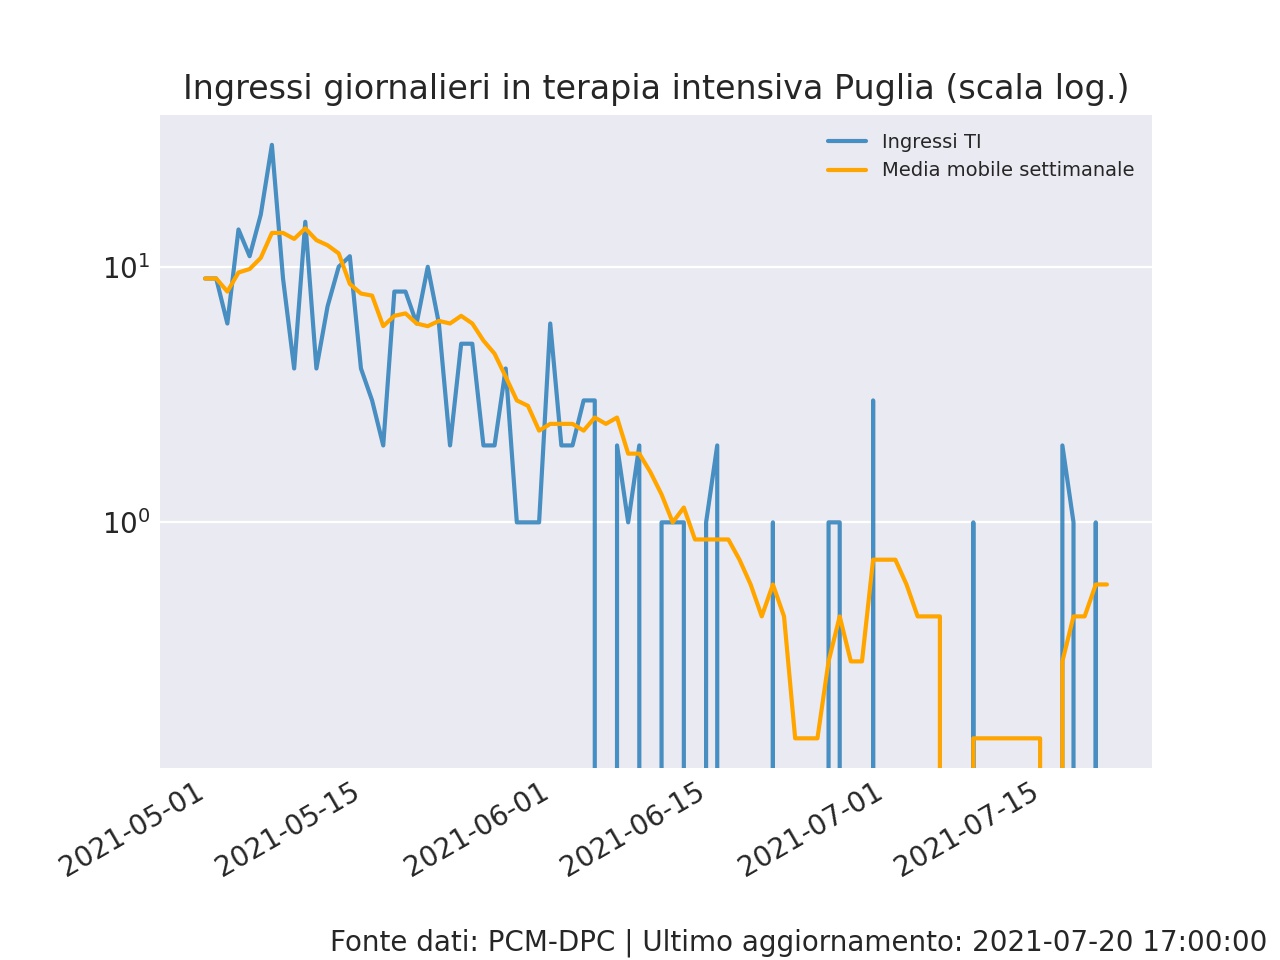 Ingressi giornalieri in terapia intensiva Puglia (scala log.)
Ingressi TI
Media mobile settimanale
10¹
10⁰
2021-05-01
2021-05-15
2021-06-01
2021-06-15
2021-07-01
2021-07-15
Fonte dati: PCM-DPC | Ultimo aggiornamento: 2021-07-20 17:00:00